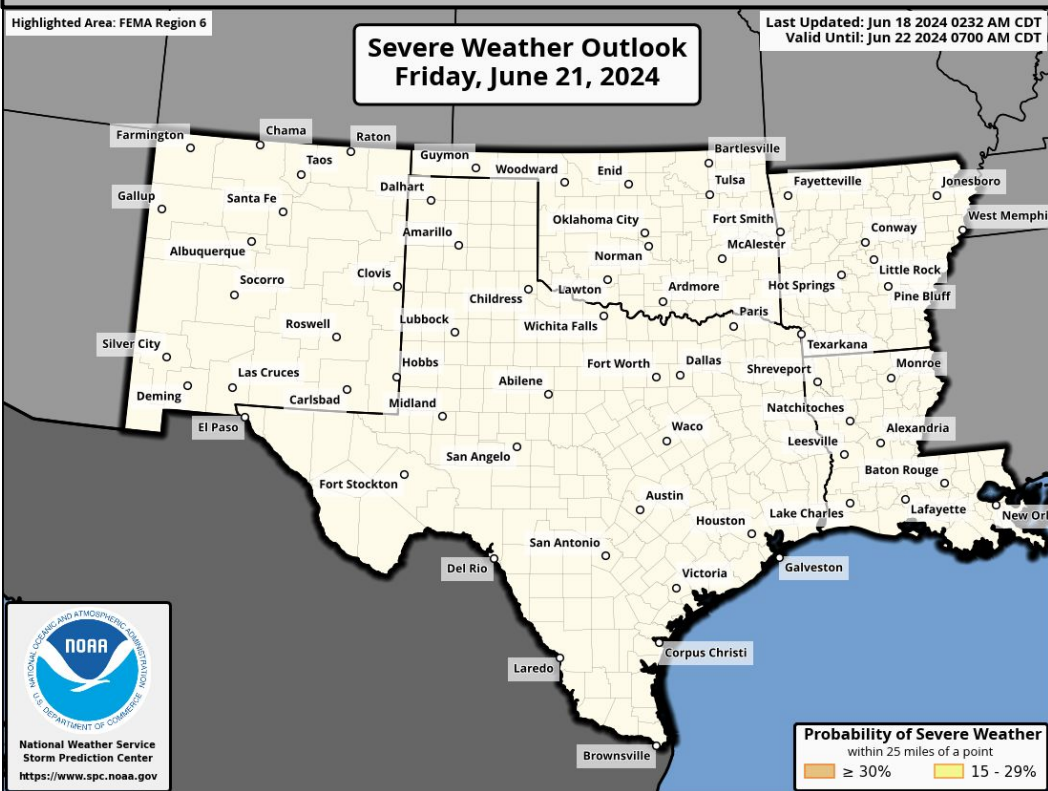 Highlighted Area: FEMA Region 6
Severe Weather Outlook
Friday, June 21, 2024
Last Updated: Jun 18 2024 0232 AM CDT
Valid Until: Jun 22 2024 0700 AM CDT
Farmington
Chama
Raton
Taos
Guymon
Woodward
Enid
Bartlesville
Tulsa
Fayetteville
Jonesboro
Gallup
Santa Fe
Dalhart
Albuquerque
Amarillo
Oklahoma City
Norman
Fort Smith
McAlester
Conway
West Memphi
Socorro
Clovis
Childress
Lawton
Ardmore
Hot Springs
Little Rock
Pine Bluff
Roswell
Lubbock
Wichita Falls
Paris
Texarkana
Silver City
Las Cruces
Hobbs
Abilene
Fort Worth
Dallas
Shreveport
Monroe
Deming
Carlsbad
Midland
Natchitoches
El Paso
San Angelo
Waco
Leesville
Alexandria
Fort Stockton
Baton Rouge
Austin
Houston
Lake Charles
Lafayette
New Orl
San Antonio
Del Rio
Galveston
Victoria
Laredo
Corpus Christi
Brownsville
NATIONAL OCEANIC AND ATMOSPHERIC ADMINISTRATION
NOAA
U.S. DEPARTMENT OF COMMERCE
National Weather Service
Storm Prediction Center
https://www.spc.noaa.gov
Probability of Severe Weather
within 25 miles of a point
≥ 30%
15 - 29%